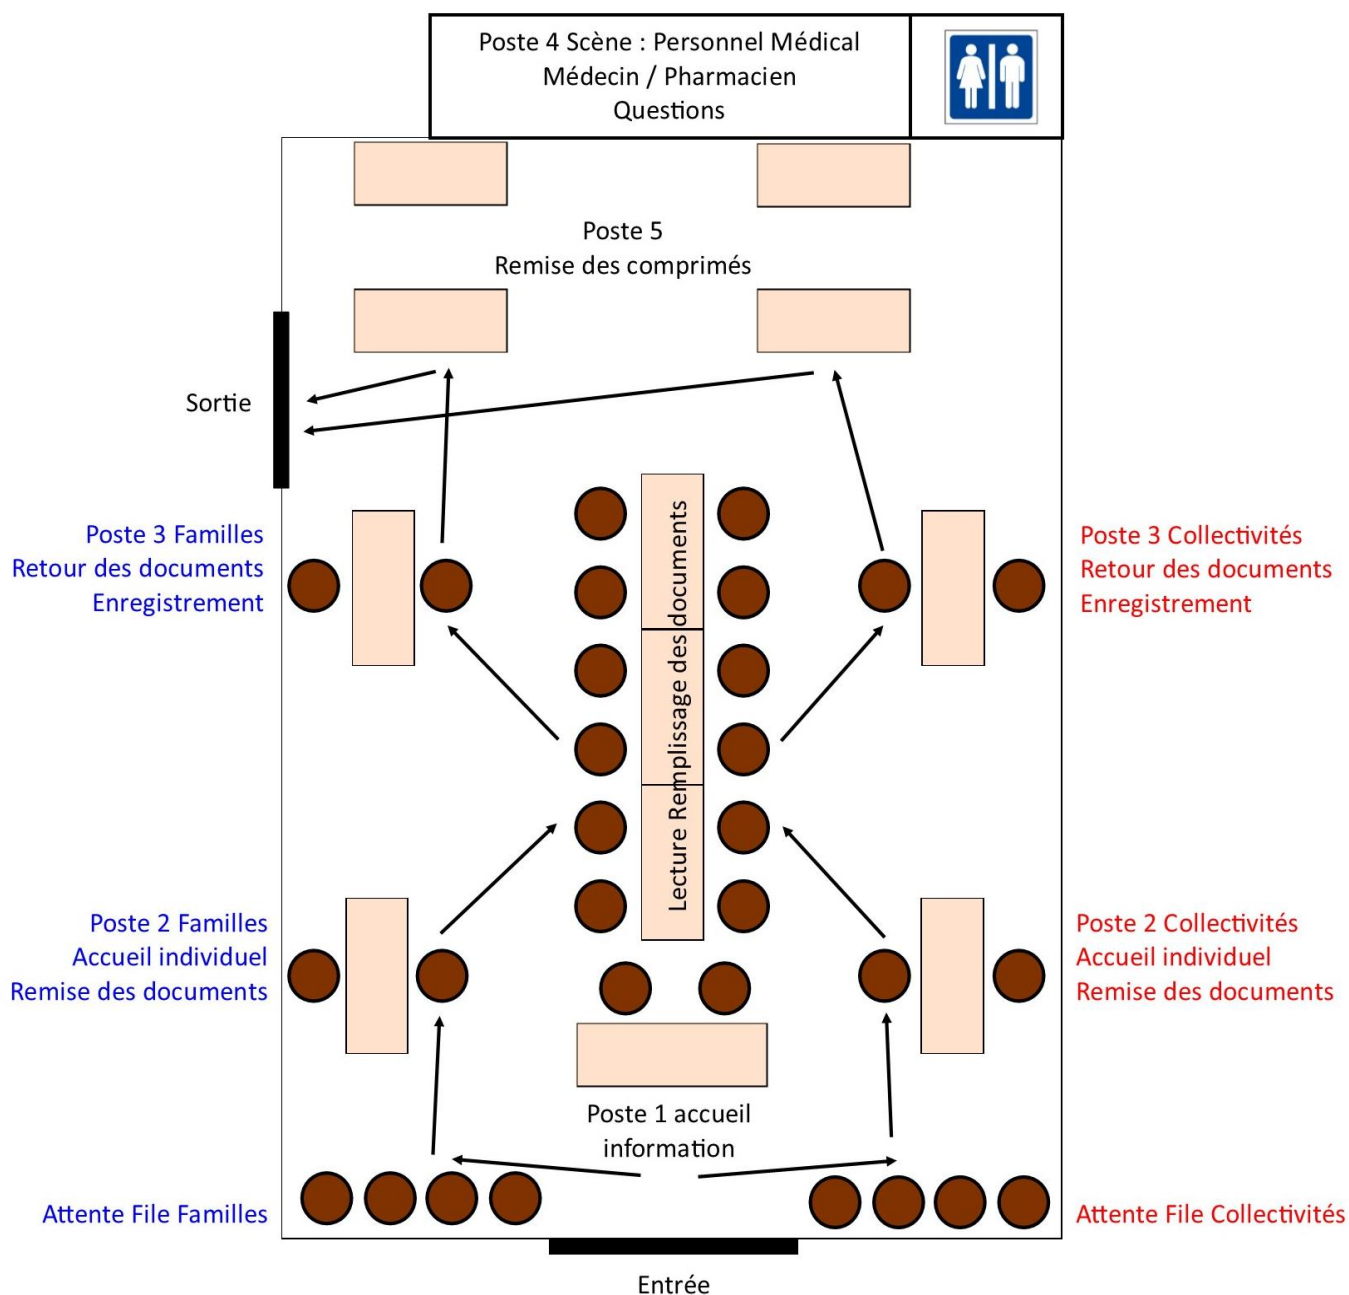 Poste 4 Scène : Personnel Médical
Médecin / Pharmacien
Questions
Poste 5
Remise des comprimés
Sortie
Poste 3 Familles
Retour des documents
Enregistrement
Lecture Remplissage des documents
Poste 3 Collectivités
Retour des documents
Enregistrement
Poste 2 Familles
Accueil individuel
Remise des documents
Poste 2 Collectivités
Accueil individuel
Remise des documents
Poste 1 accueil
information
Attente File Familles
Attente File Collectivités
Entrée